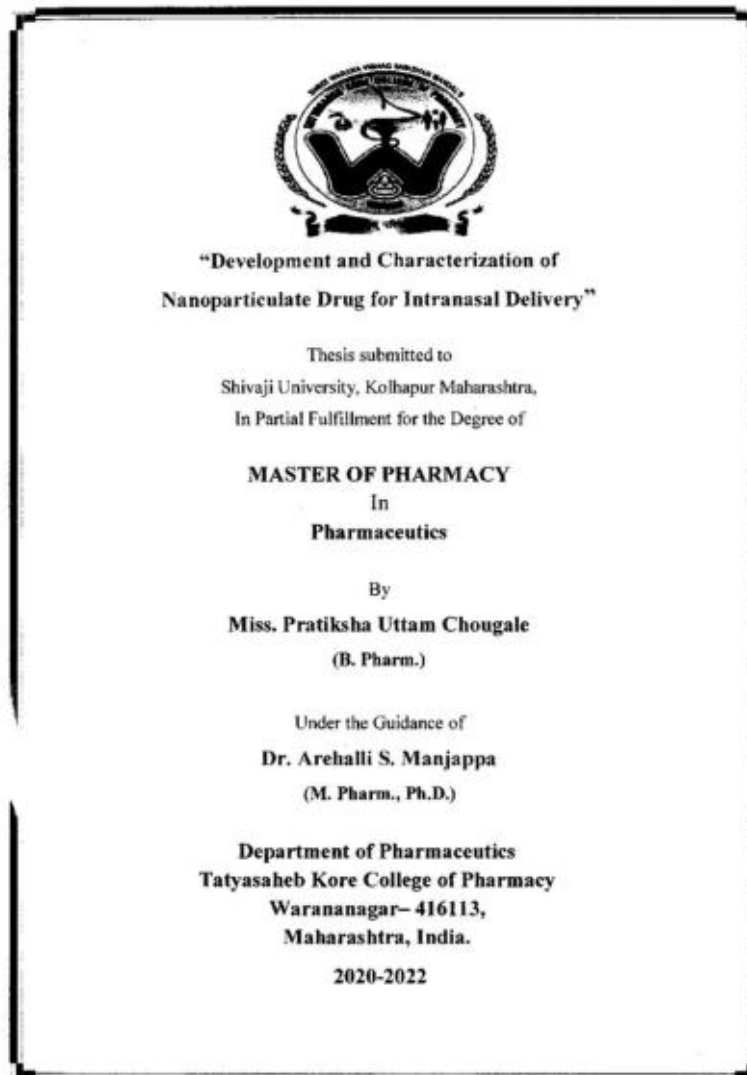 “Development and Characterization of
Nanoparticulate Drug for Intranasal Delivery”
Thesis submitted to
Shivaji University, Kolhapur Maharashtra,
In Partial Fulfillment for the Degree of
MASTER OF PHARMACY
In
Pharmaceutics
By
Miss. Pratiksha Uttam Chougale
(B. Pharm.)
Under the Guidance of
Dr. Arehalli S. Manjappa
(M. Pharm., Ph.D.)
Department of Pharmaceutics
Tatyasaheb Kore College of Pharmacy
Warananagar– 416113,
Maharashtra, India.
2020-2022